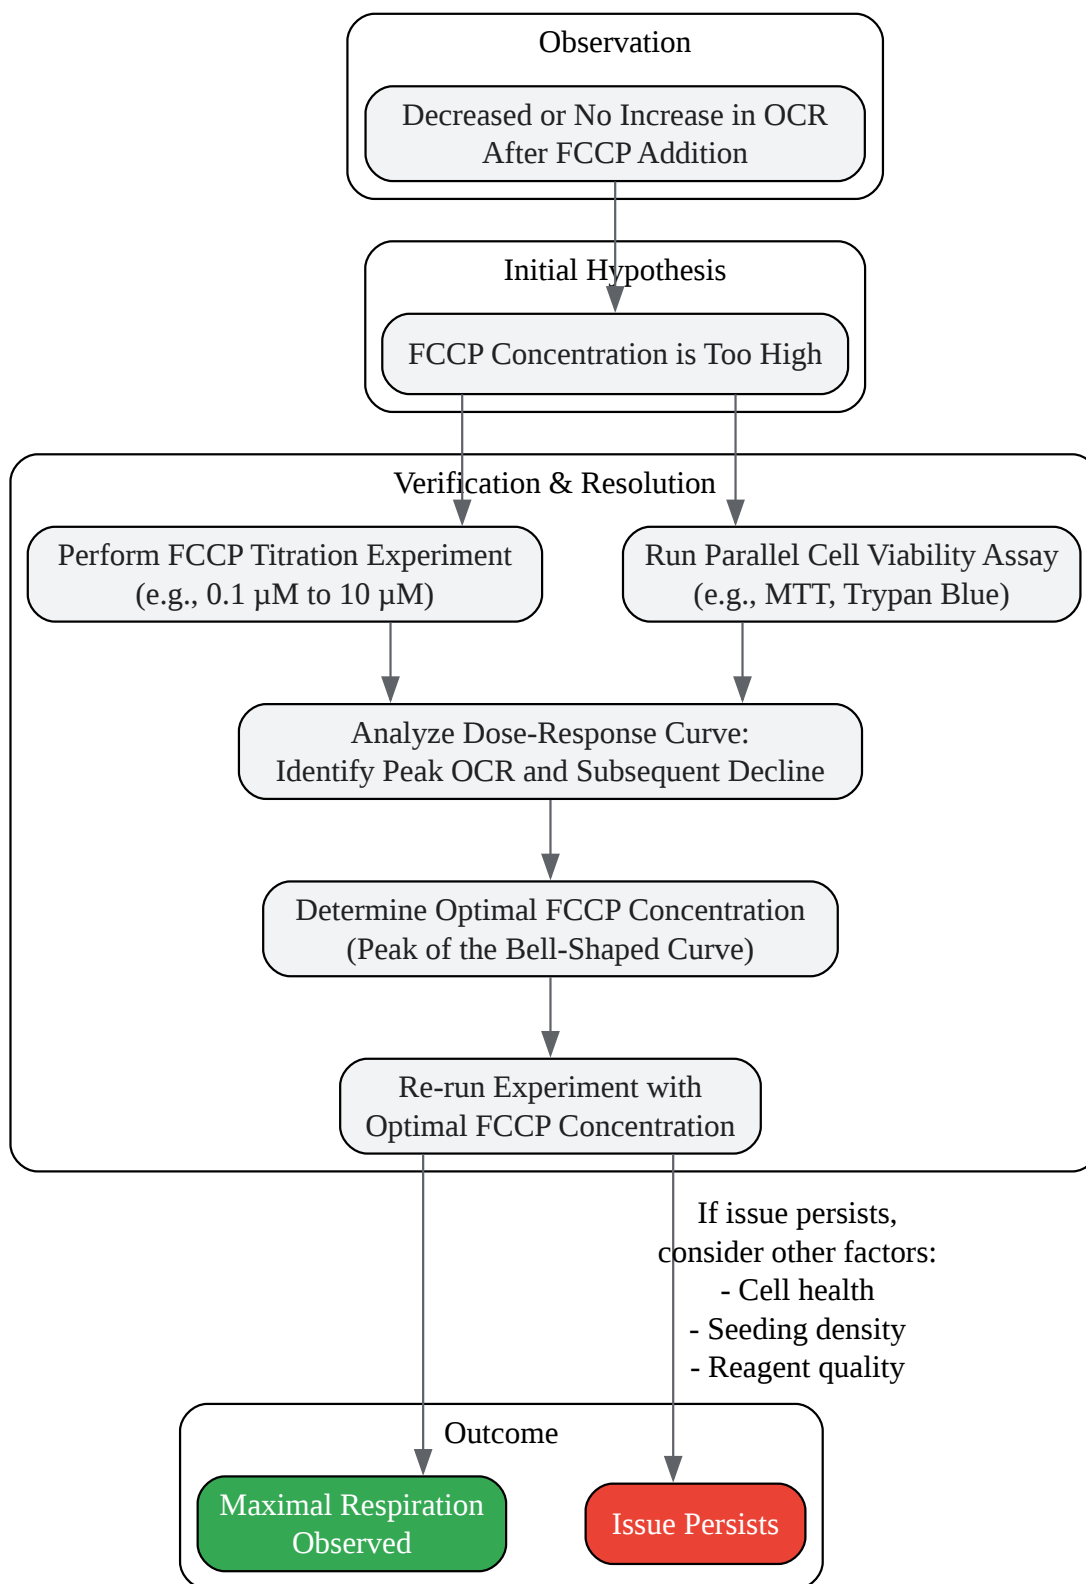 Observation
Decreased or No Increase in OCR
After FCCP Addition
Initial Hypothesis
FCCP Concentration is Too High
Verification & Resolution
Perform FCCP Titration Experiment
(e.g., 0.1 µM to 10 µM)
Run Parallel Cell Viability Assay
(e.g., MTT, Trypan Blue)
Analyze Dose-Response Curve:
Identify Peak OCR and Subsequent Decline
Determine Optimal FCCP Concentration
(Peak of the Bell-Shaped Curve)
Re-run Experiment with
Optimal FCCP Concentration
If issue persists,
consider other factors:
- Cell health
- Seeding density
- Reagent quality
Outcome
Maximal Respiration
Observed
Issue Persists